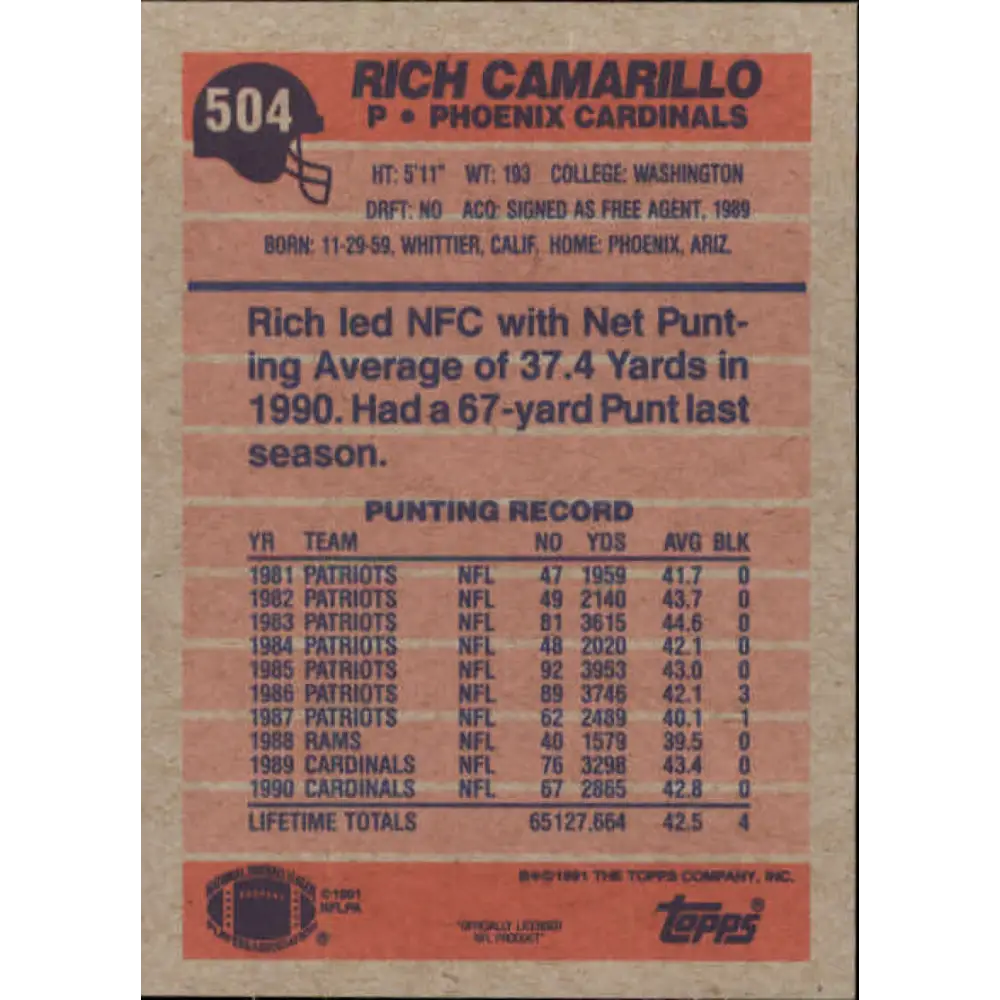 504
RICH CAMARILLO
P • PHOENIX CARDINALS
HT: 5'11" WT: 193 COLLEGE: WASHINGTON
DRFT: NO ACQ: SIGNED AS FREE AGENT, 1989
BORN: 11-29-59, WHITTIER, CALIF. HOME: PHOENIX, ARIZ.
Rich led NFC with Net Punt-
ing Average of 37.4 Yards in
1990. Had a 67-yard Punt last
season.
PUNTING RECORD
YR TEAM NO YDS AVG BLK
1981 PATRIOTS NFL 47 1959 41.7 0
1982 PATRIOTS NFL 49 2140 43.7 0
1983 PATRIOTS NFL 81 3615 44.6 0
1984 PATRIOTS NFL 48 2020 42.1 0
1985 PATRIOTS NFL 92 3953 43.0 0
1986 PATRIOTS NFL 89 3746 42.1 3
1987 PATRIOTS NFL 62 2489 40.1 1
1988 RAMS NFL 40 1579 39.5 0
1989 CARDINALS NFL 76 3298 43.4 0
1990 CARDINALS NFL 67 2865 42.8 0
LIFETIME TOTALS 65127.664 42.5 4
®©1991 THE TOPPS COMPANY, INC.
©1991
NFLPA
®
"OFFICIALLY LICENSED
NFL PRODUCT"
topps®